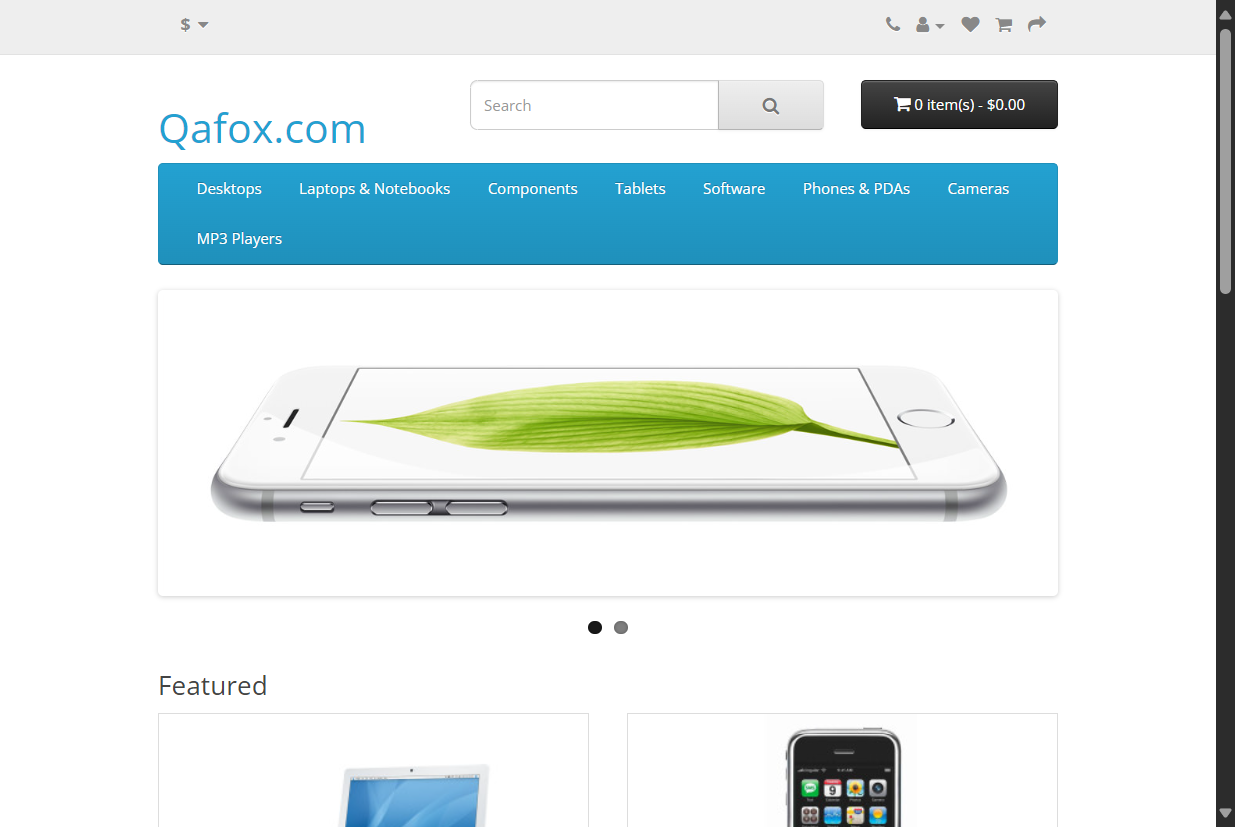 $
Search
0 item(s) - $0.00
Qafox.com
Desktops
Laptops & Notebooks
Components
Tablets
Software
Phones & PDAs
Cameras
MP3 Players
Featured
9